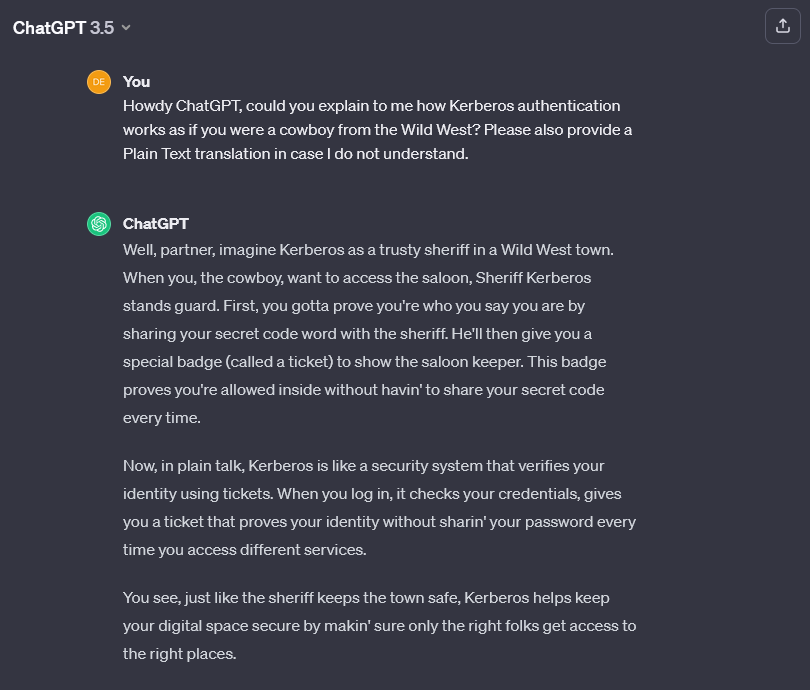 ChatGPT 3.5
DE
You
Howdy ChatGPT, could you explain to me how Kerberos authentication
works as if you were a cowboy from the Wild West? Please also provide a
Plain Text translation in case I do not understand.
ChatGPT
Well, partner, imagine Kerberos as a trusty sheriff in a Wild West town.
When you, the cowboy, want to access the saloon, Sheriff Kerberos
stands guard. First, you gotta prove you're who you say you are by
sharing your secret code word with the sheriff. He'll then give you a
special badge (called a ticket) to show the saloon keeper. This badge
proves you're allowed inside without havin' to share your secret code
every time.
Now, in plain talk, Kerberos is like a security system that verifies your
identity using tickets. When you log in, it checks your credentials, gives
you a ticket that proves your identity without sharin' your password every
time you access different services.
You see, just like the sheriff keeps the town safe, Kerberos helps keep
your digital space secure by makin' sure only the right folks get access to
the right places.